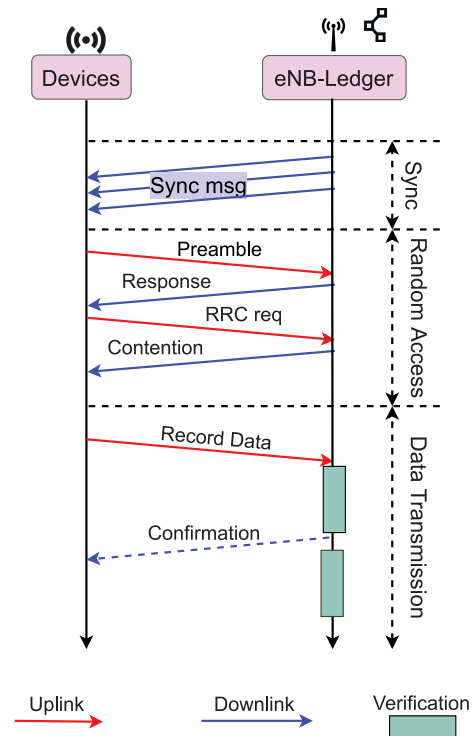 Devices
eNB-Ledger
Sync msg
Sync
Preamble
Response
RRC req
Contention
Random Access
Record Data
Confirmation
Data Transmission
Uplink
Downlink
Verification